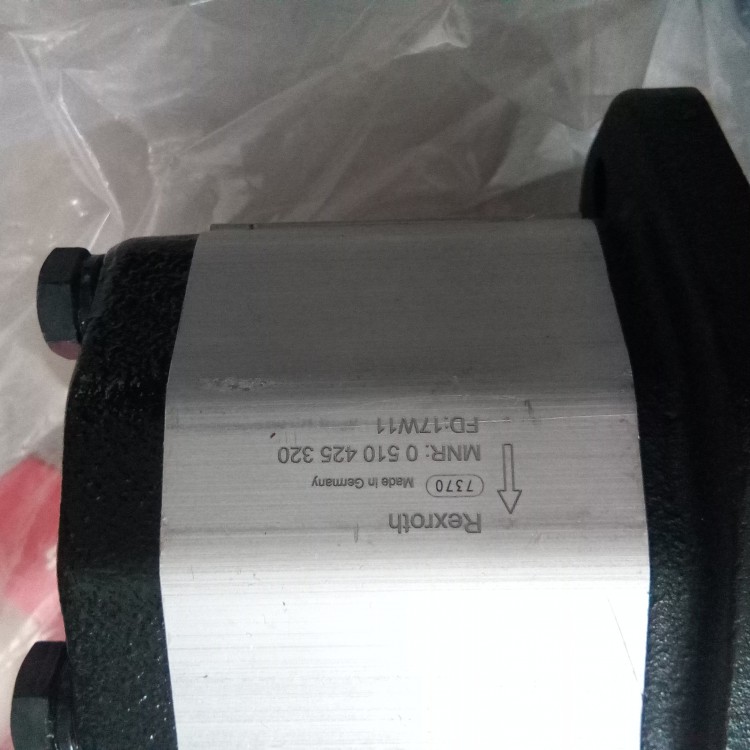 Rexroth
7370 Made in Germany
MNR: 0 510 425 320
FD:17W11